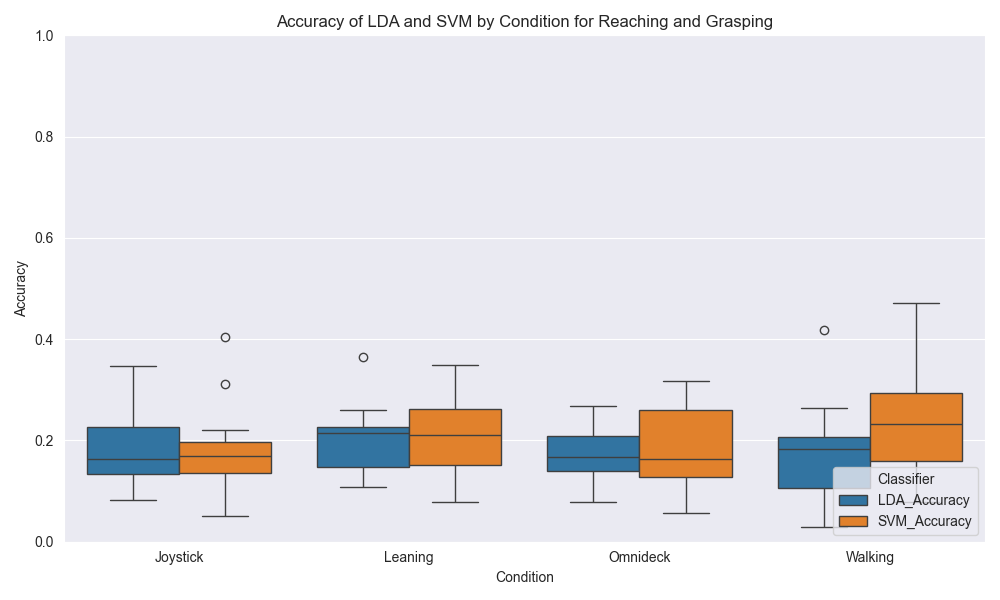 Accuracy of LDA and SVM by Condition for Reaching and Grasping
Accuracy
1.0
0.8
0.6
0.4
0.2
0.0
Joystick
Leaning
Omnideck
Walking
Condition
Classifier
LDA_Accuracy
SVM_Accuracy